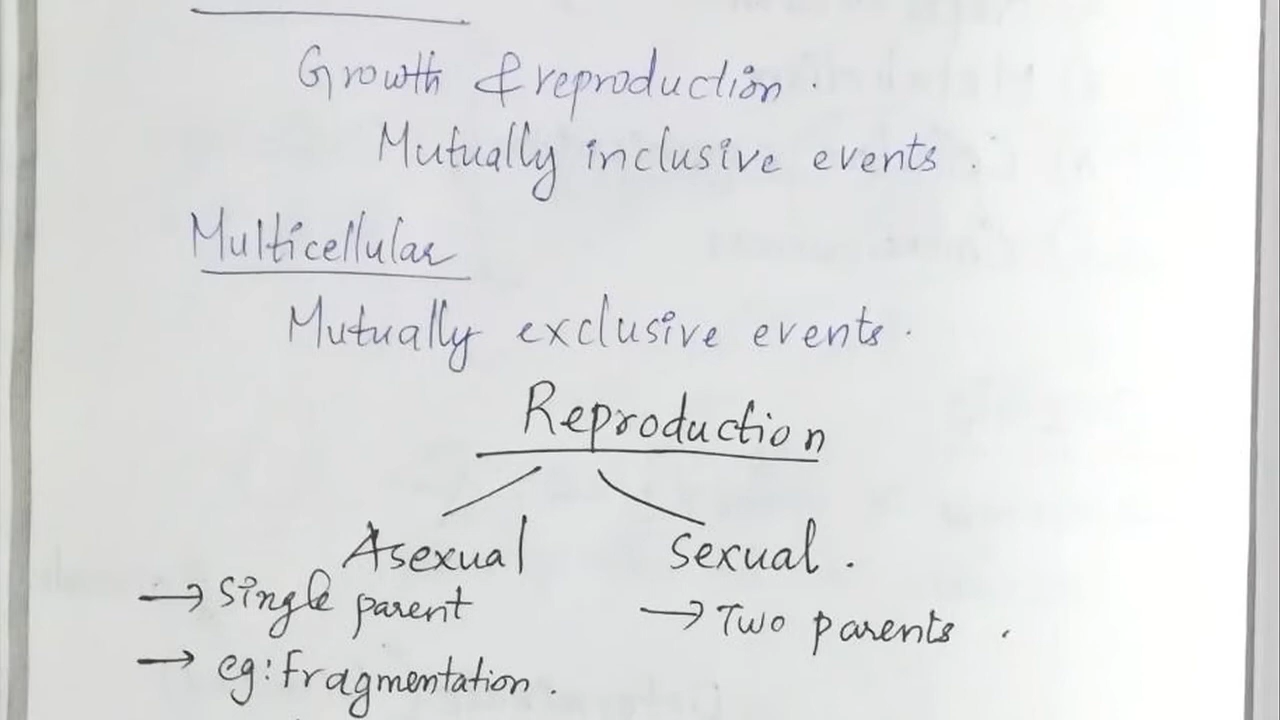 Growth & reproduction.
Mutually inclusive events.
Multicellular
Mutually exclusive events.
Reproduction
Asexual
Sexual.
→ Single parent
→ Two parents.
→ eg: Fragmentation.